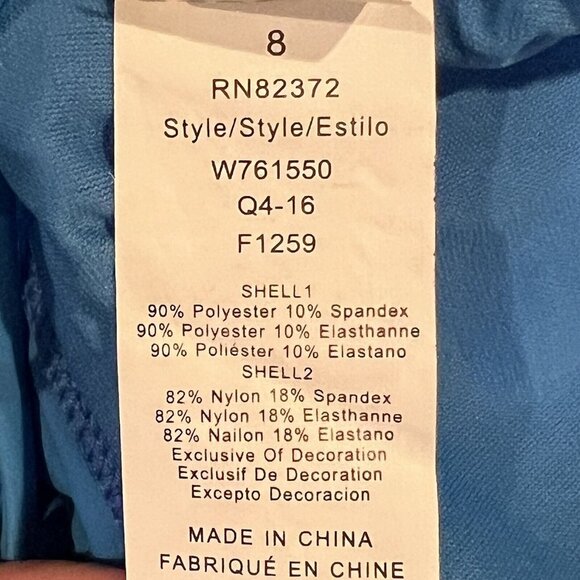 8
RN82372
Style/Style/Estilo
W761550
Q4-16
F1259
SHELL1
90% Polyester 10% Spandex
90% Polyester 10% Elasthanne
90% Poliéster 10% Elastano
SHELL2
82% Nylon 18% Spandex
82% Nylon 18% Elasthanne
82% Nailon 18% Elastano
Exclusive Of Decoration
Exclusif De Decoration
Excepto Decoracion
MADE IN CHINA
FABRIQUÉ EN CHINE